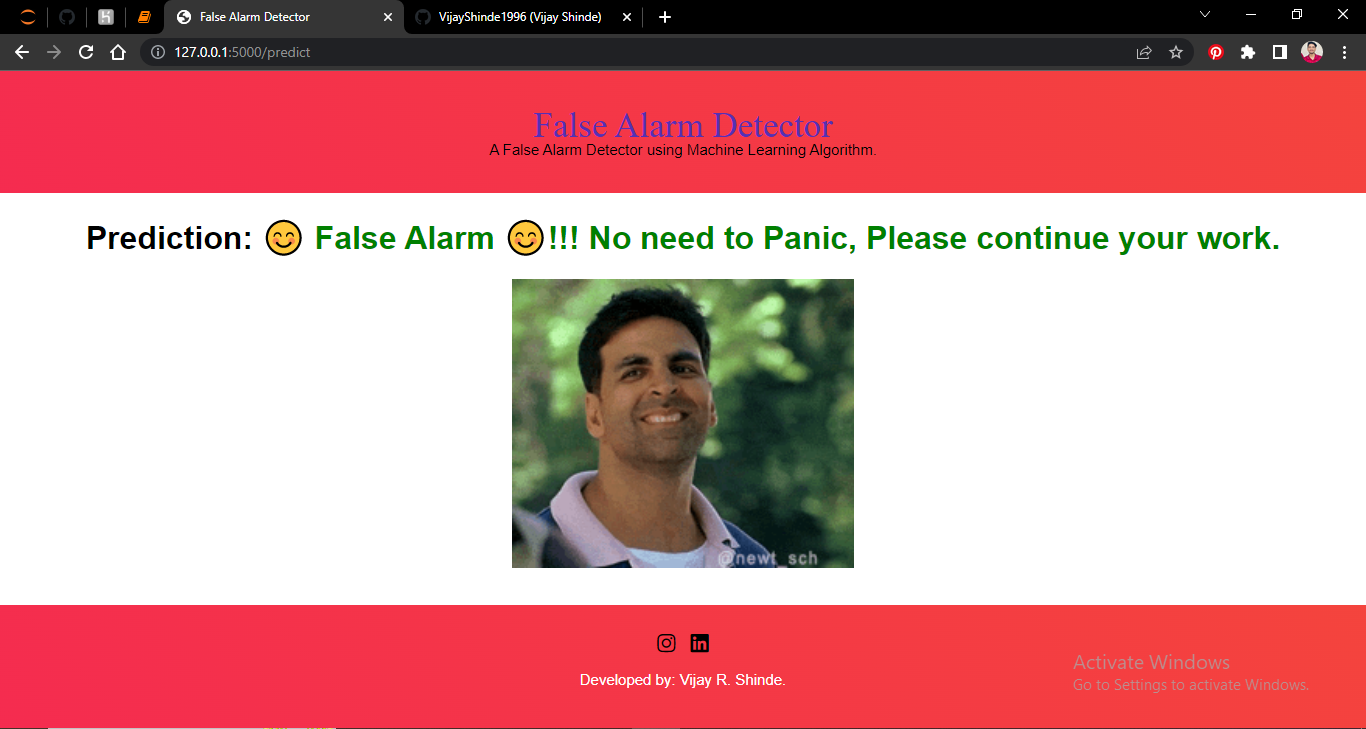 False Alarm Detector
VijayShinde1996 (Vijay Shinde)
127.0.0.1:5000/predict
False Alarm Detector
A False Alarm Detector using Machine Learning Algorithm.
Prediction: 😊 False Alarm 😊!!! No need to Panic, Please continue your work.
@newt_sch
Developed by: Vijay R. Shinde.
Activate Windows
Go to Settings to activate Windows.